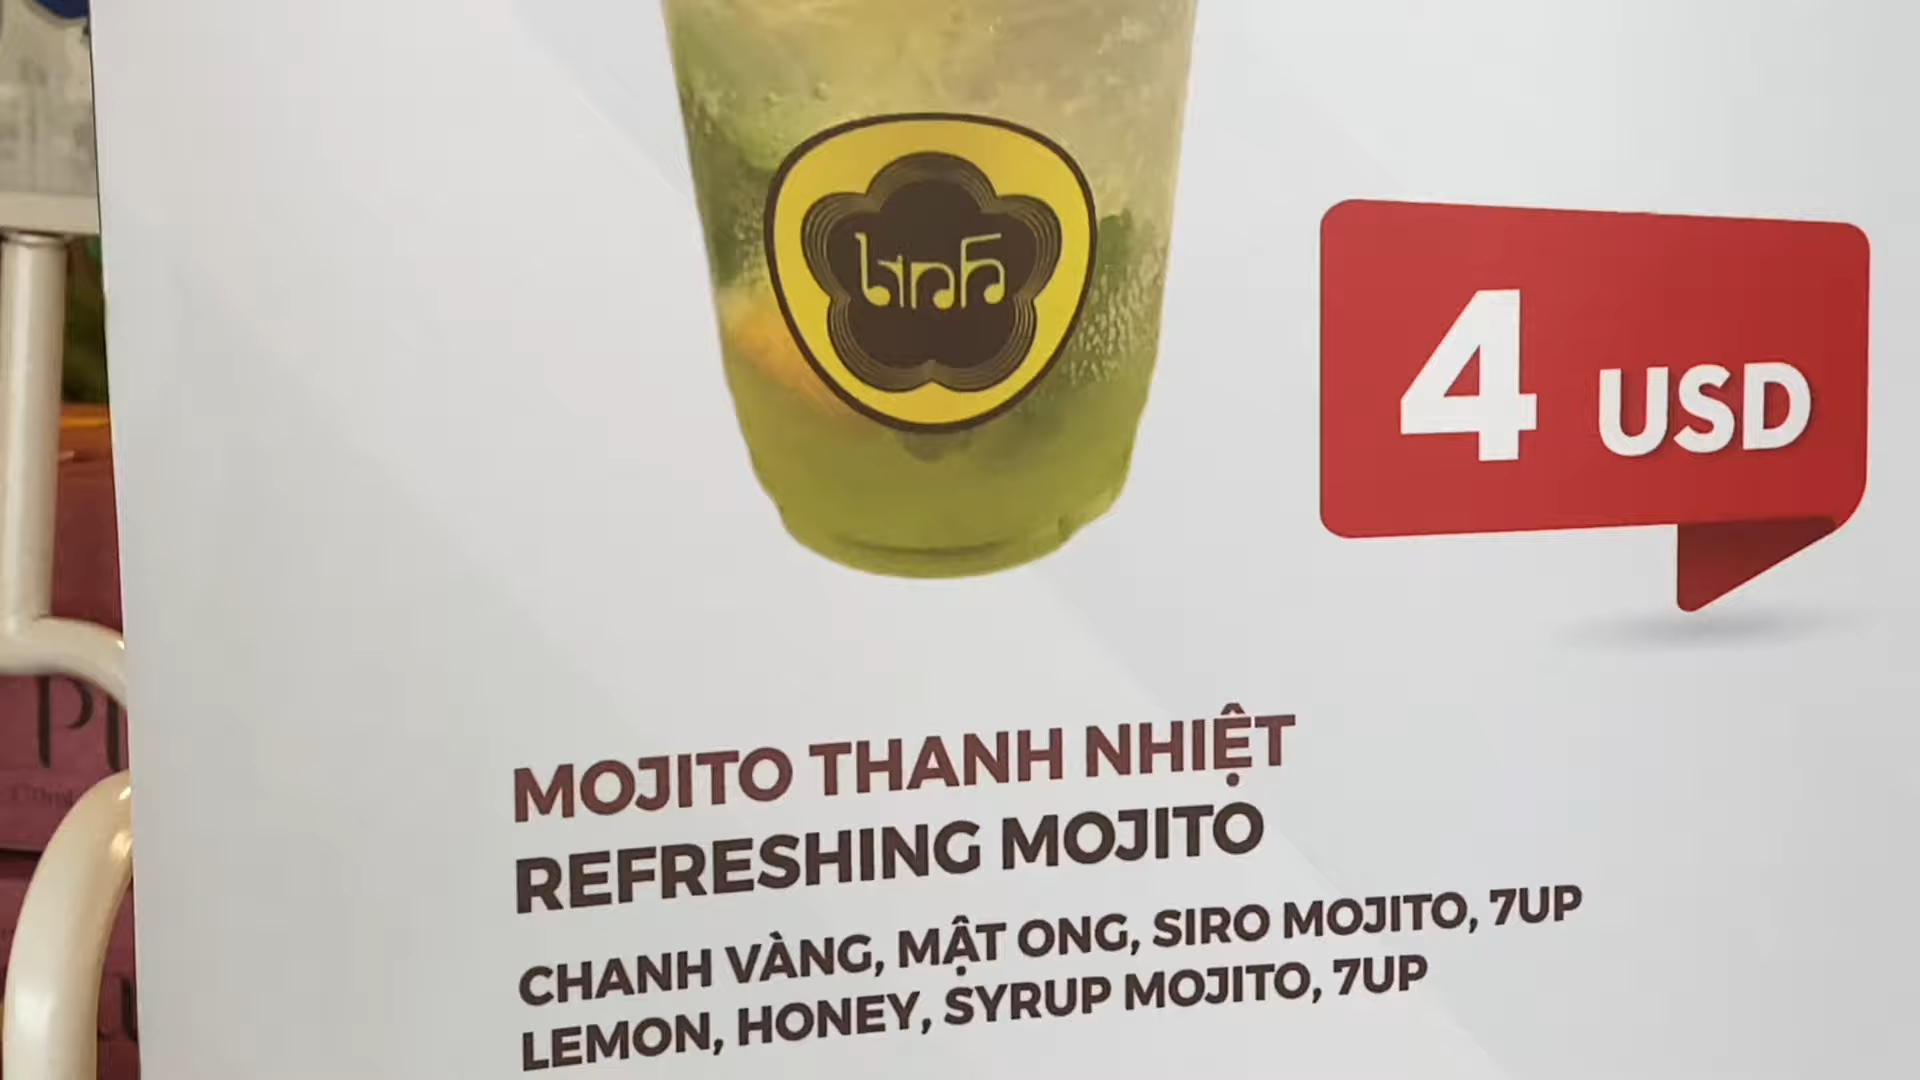 4 USD
MOJITO THANH NHIỆT
REFRESHING MOJITO
CHANH VÀNG, MẬT ONG, SIRO MOJITO, 7UP
LEMON, HONEY, SYRUP MOJITO, 7UP